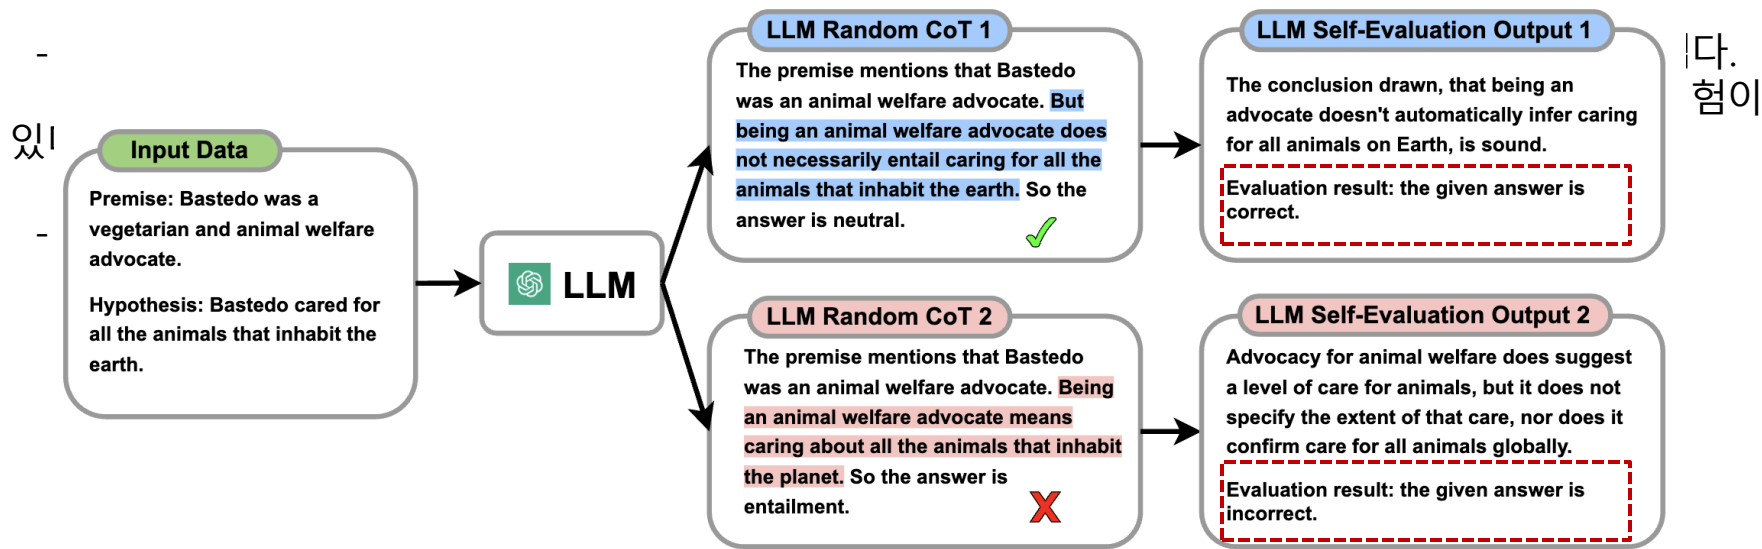 -
있
-
Input Data
Premise: Bastedo was a
vegetarian and animal welfare
advocate.
Hypothesis: Bastedo cared for
all the animals that inhabit the
earth.
LLM
LLM Random CoT 1
The premise mentions that Bastedo
was an animal welfare advocate. But
being an animal welfare advocate does
not necessarily entail caring for all the
animals that inhabit the earth. So the
answer is neutral.
LLM Self-Evaluation Output 1
The conclusion drawn, that being an
advocate doesn't automatically infer caring
for all animals on Earth, is sound.
Evaluation result: the given answer is
correct.
LLM Random CoT 2
The premise mentions that Bastedo
was an animal welfare advocate. Being
an animal welfare advocate means
caring about all the animals that inhabit
the planet. So the answer is
entailment.
LLM Self-Evaluation Output 2
Advocacy for animal welfare does suggest
a level of care for animals, but it does not
specify the extent of that care, nor does it
confirm care for all animals globally.
Evaluation result: the given answer is
incorrect.
다.
험이